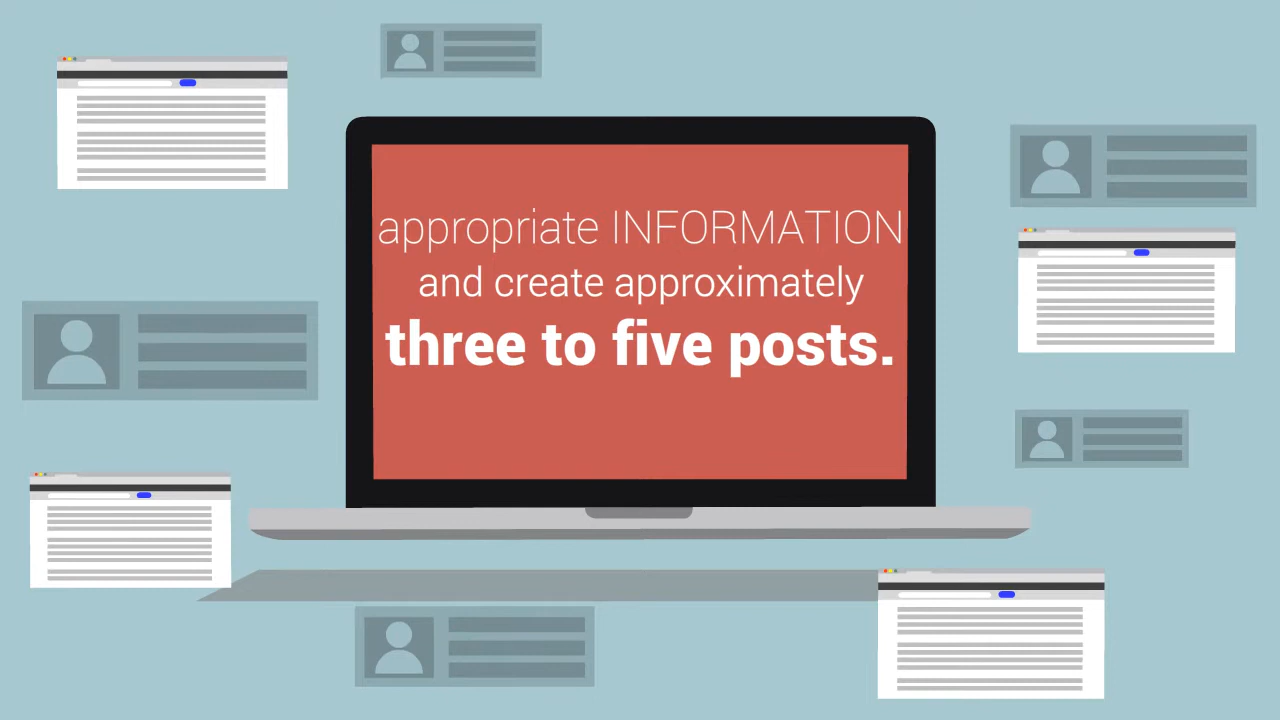 appropriate INFORMATION
and create approximately
three to five posts.